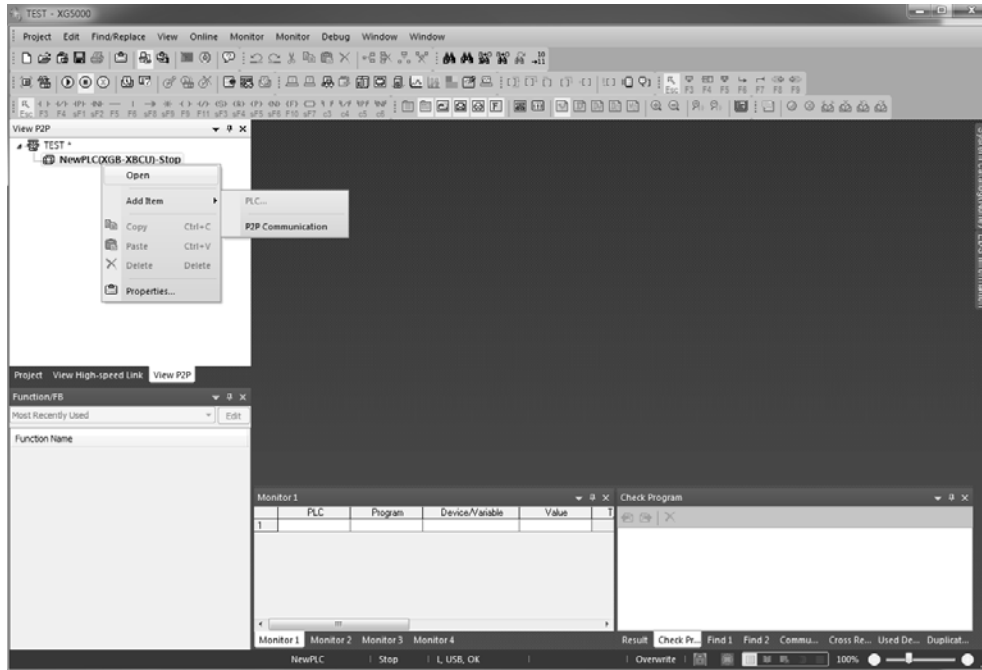 TEST - XG5000
Project Edit Find/Replace View Online Monitor Monitor Debug Window Window
View P2P
TEST *
NewPLC(XGB-XBCU)-Stop
Open
Add Item
PLC...
P2P Communication
Copy Ctrl+C
Paste Ctrl+V
Delete Delete
Properties...
Project View High-speed Link View P2P
Function/FB
Most Recently Used Edit
Function Name
Monitor 1
PLC Program Device/Variable Value T
1
Check Program
Monitor 1 Monitor 2 Monitor 3 Monitor 4
Result Check Pr... Find 1 Find 2 Commu... Cross Re... Used De... Duplicat...
NewPLC Stop L, USB, OK Overwrite 100%